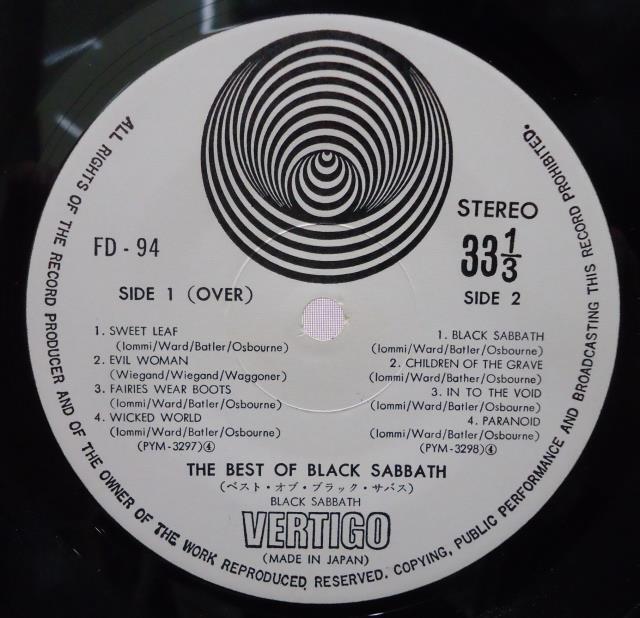 ALL RIGHTS OF THE RECORD PRODUCER AND OF THE OWNER OF THE WORK REPRODUCED RESERVED. COPYING, PUBLIC PERFORMANCE AND BROADCASTING THIS RECORD PROHIBITED.
STEREO
FD - 94
33 1/3
SIDE 1 (OVER)
SIDE 2
1. SWEET LEAF
(Iommi/Ward/Batler/Osbourne)
2. EVIL WOMAN
(Wiegand/Wiegand/Waggoner)
3. FAIRIES WEAR BOOTS
(Iommi/Ward/Batler/Osbourne)
4. WICKED WORLD
(Iommi/Ward/Batler/Osbourne)
(PYM-3297)④
1. BLACK SABBATH
(Iommi/Ward/Batler/Osbourne)
2. CHILDREN OF THE GRAVE
(Iommi/Ward/Batler/Osbourne)
3. IN TO THE VOID
(Iommi/Ward/Batler/Osbourne)
4. PARANOID
(Iommi/Ward/Batler/Osbourne)
(PYM-3298)④
THE BEST OF BLACK SABBATH
(ベスト・オブ・ブラック・サバス)
BLACK SABBATH
VERTIGO
(MADE IN JAPAN)